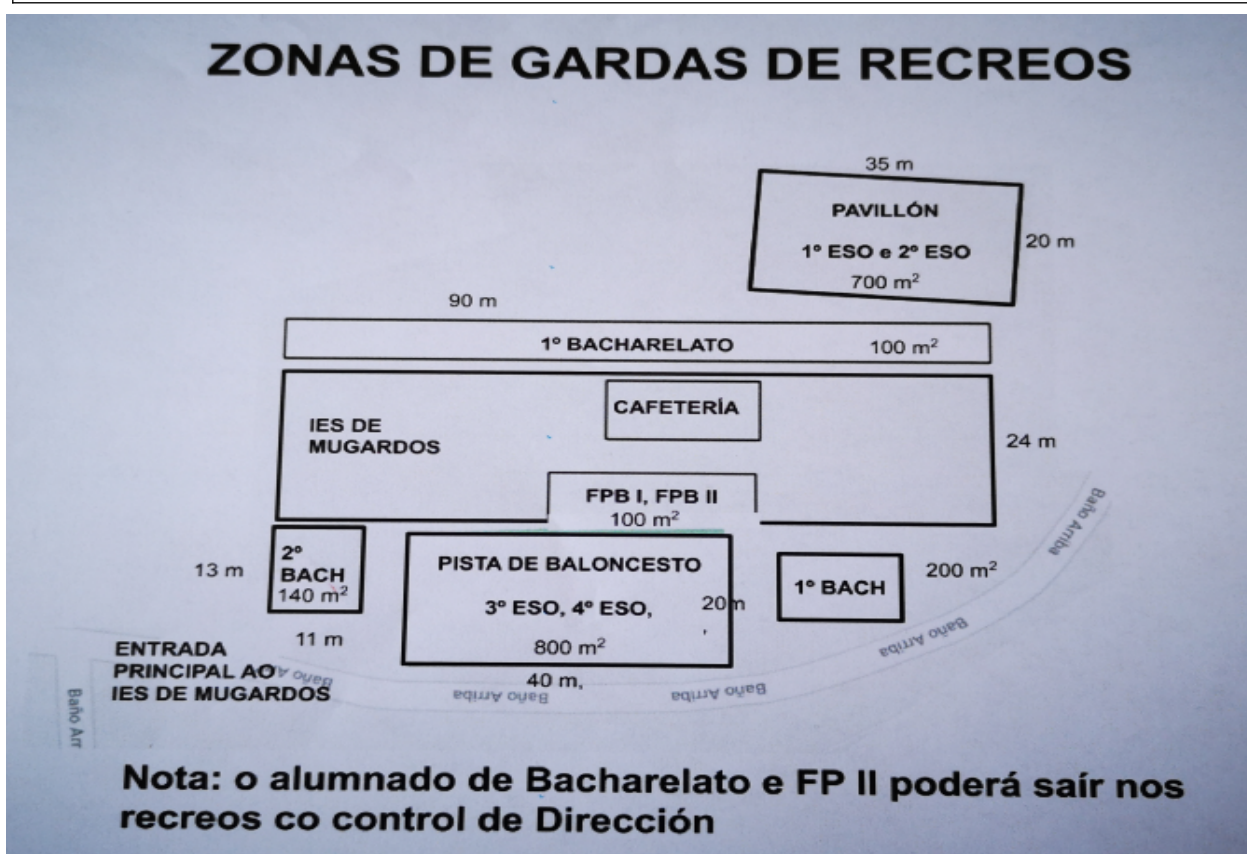 ZONAS DE GARDAS DE RECREOS
35 m
PAVILLÓN
1º ESO e 2º ESO
700 m²
20 m
90 m
1º BACHARELATO
100 m²
IES DE
MUGARDOS
CAFETERÍA
24 m
FPB I, FPB II
100 m²
13 m
2º
BACH
140 m²
11 m
PISTA DE BALONCESTO
3º ESO, 4º ESO,
20m
,
800 m²
40 m,
1º BACH
200 m²
ENTRADA
PRINCIPAL AO
IES DE MUGARDOS
Baño Arr
Baño Ar
Baño Arriba
Baño Arriba
Baño Arriba
Baño Arriba
Nota: o alumnado de Bacharelato e FP II poderá saír nos
recreos co control de Dirección